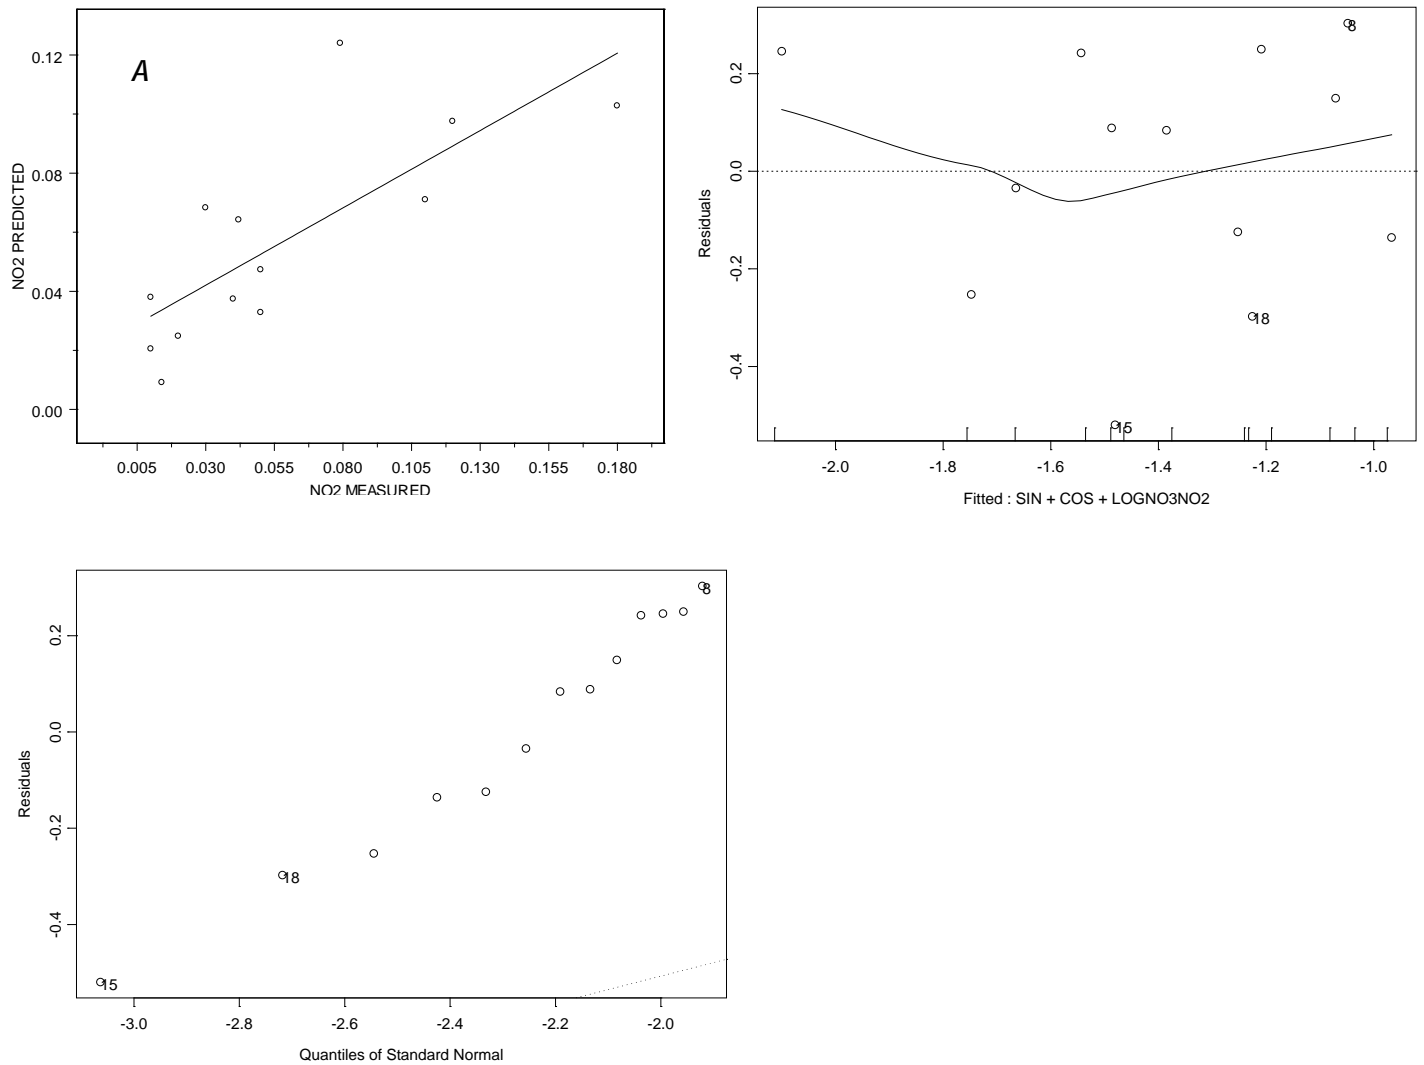 A
NO2 PREDICTED
0.12
0.08
0.04
0.00
0.005 0.030 0.055 0.080 0.105 0.130 0.155 0.180
NO2 MEASURED
8
18
15
Residuals
0.2
0.0
-0.2
-0.4
-2.0 -1.8 -1.6 -1.4 -1.2 -1.0
Fitted : SIN + COS + LOGNO3NO2
8
18
15
Residuals
0.2
0.0
-0.2
-0.4
-3.0 -2.8 -2.6 -2.4 -2.2 -2.0
Quantiles of Standard Normal